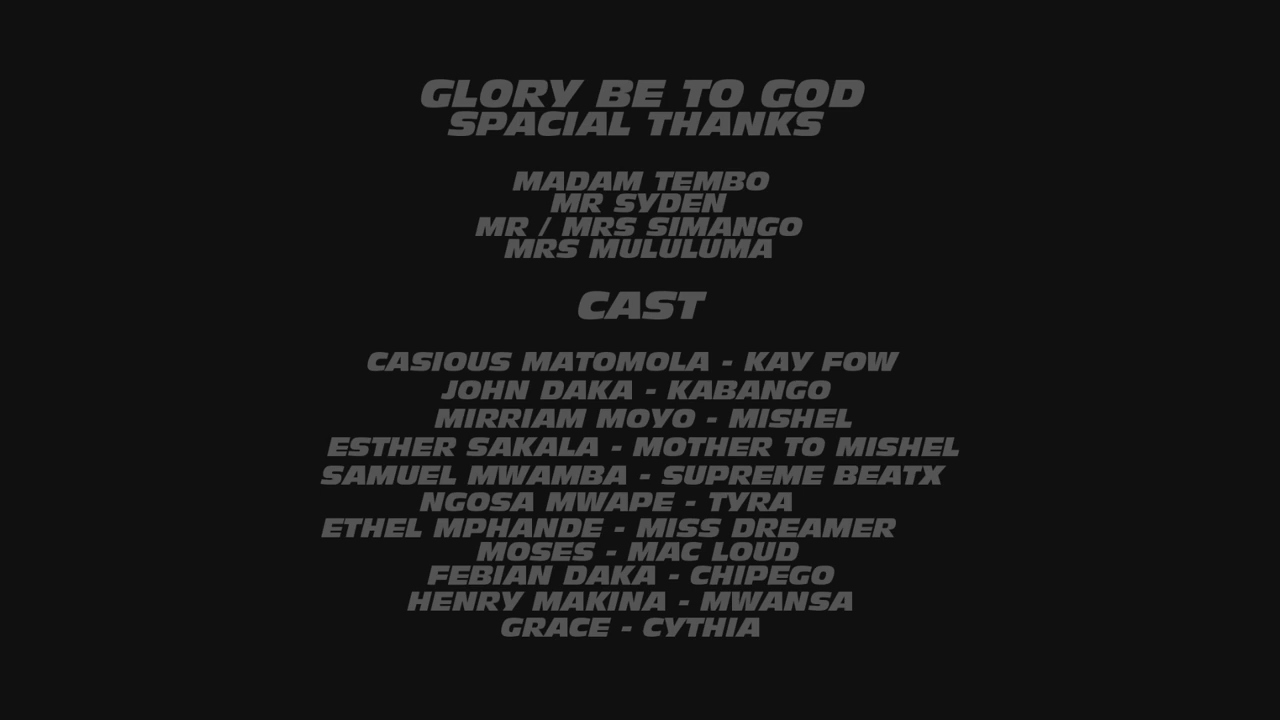 GLORY BE TO GOD
SPACIAL THANKS
MADAM TEMBO
MR SYDEN
MR / MRS SIMANGO
MRS MULULUMA
CAST
CASIOUS MATOMOLA - KAY FOW
JOHN DAKA - KABANGO
MIRRIAM MOYO - MISHEL
ESTHER SAKALA - MOTHER TO MISHEL
SAMUEL MWAMBA - SUPREME BEATX
NGOSA MWAPE - TYRA
ETHEL MPHANDE - MISS DREAMER
MOSES - MAC LOUD
FEBIAN DAKA - CHIPEGO
HENRY MAKINA - MWANSA
GRACE - CYTHIA